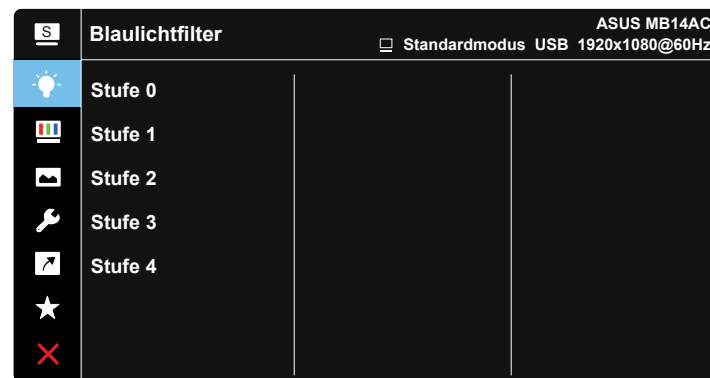 S
Blaulichtfilter
ASUS MB14AC
Standardmodus USB 1920x1080@60Hz
Stufe 0
Stufe 1
Stufe 2
Stufe 3
Stufe 4